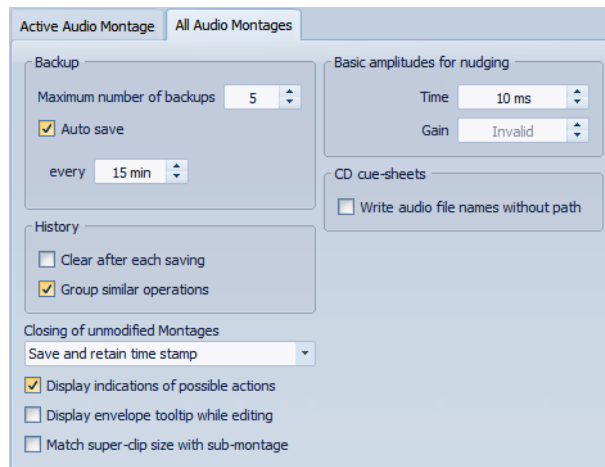 Active Audio Montage
All Audio Montages
Backup
Maximum number of backups 5
Auto save
every 15 min
History
Clear after each saving
Group similar operations
Closing of unmodified Montages
Save and retain time stamp
Display indications of possible actions
Display envelope tooltip while editing
Match super-clip size with sub-montage
Basic amplitudes for nudging
Time 10 ms
Gain Invalid
CD cue-sheets
Write audio file names without path